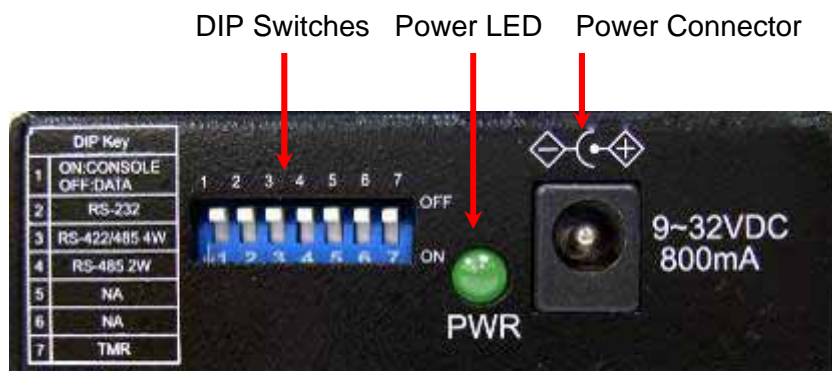 DIP Switches Power LED Power Connector
DIP Key
1 ON:CONSOLE
OFF:DATA
2 RS-232
3 RS-422/485 4W
4 RS-485 2W
5 NA
6 NA
7 TMR
1 2 3 4 5 6 7
OFF
1 2 3 4 5 6 7
ON
PWR
9~32VDC
800mA